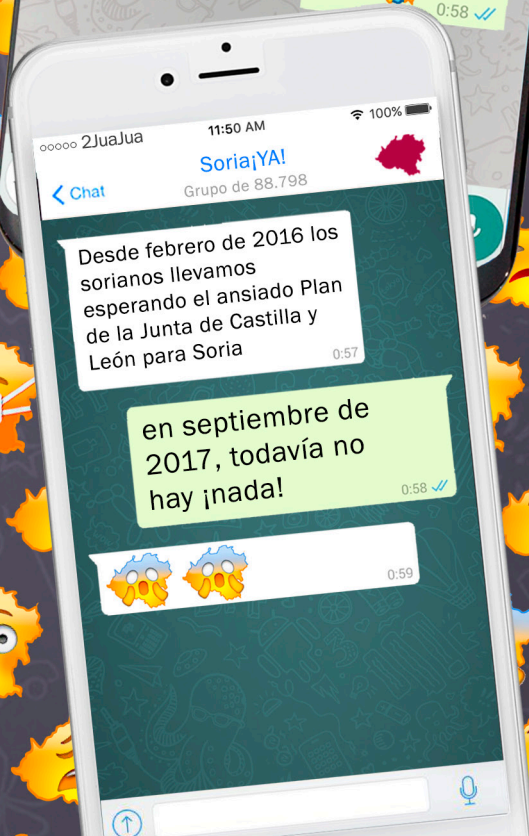 0:58
ooooo 2JuaJua
11:50 AM
100%
Soria¡YA!
Chat
Grupo de 88.798
Desde febrero de 2016 los
sorianos llevamos
esperando el ansiado Plan
de la Junta de Castilla y
León para Soria
0:57
en septiembre de
2017, todavía no
hay ¡nada!
0:58
0:59